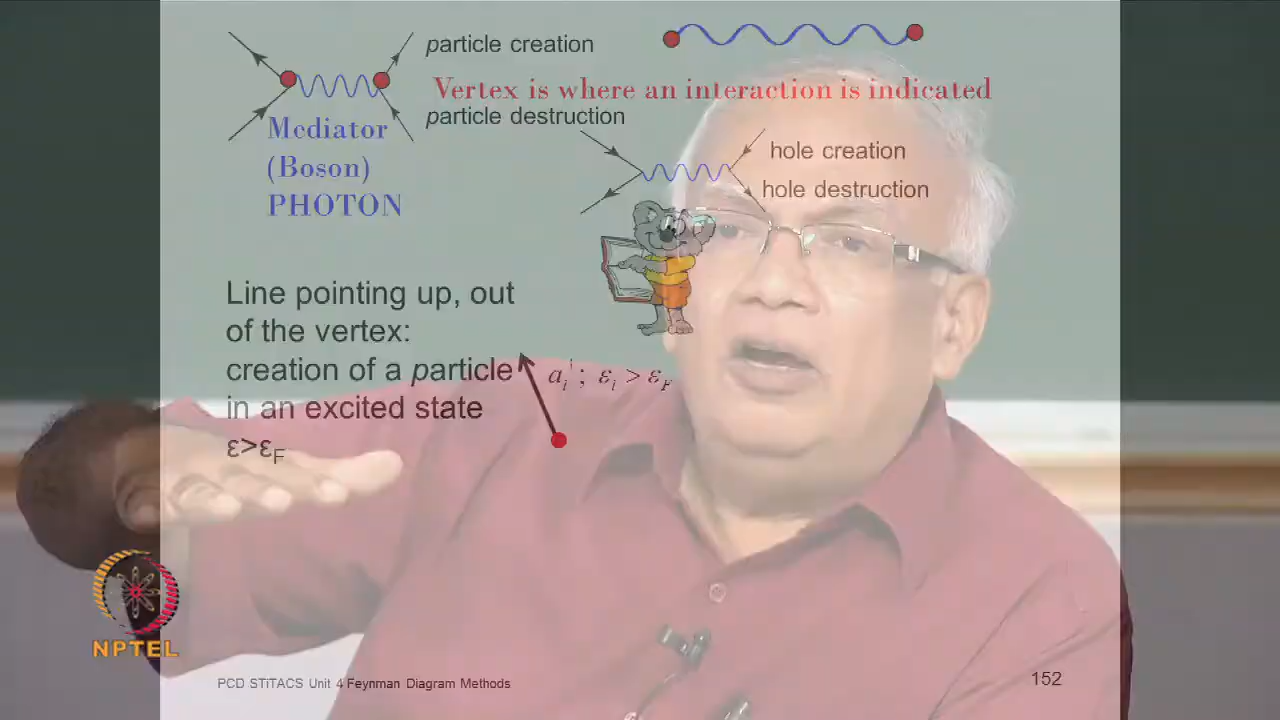 particle creation
Vertex is where an interaction is indicated
particle destruction
Mediator
(Boson)
PHOTON
hole creation
hole destruction
Line pointing up, out
of the vertex:
creation of a particle
in an excited state
ε>εF
aᵢ†; εᵢ > εF
NPTEL
PCD STiTACS Unit 4 Feynman Diagram Methods
152